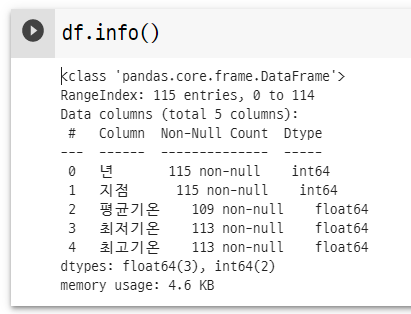 df.info()
<class 'pandas.core.frame.DataFrame'>
RangeIndex: 115 entries, 0 to 114
Data columns (total 5 columns):
 #   Column  Non-Null Count  Dtype
---  ------  --------------  -----
 0   년       115 non-null    int64
 1   지점      115 non-null    int64
 2   평균기온    109 non-null    float64
 3   최저기온    113 non-null    float64
 4   최고기온    113 non-null    float64
dtypes: float64(3), int64(2)
memory usage: 4.6 KB